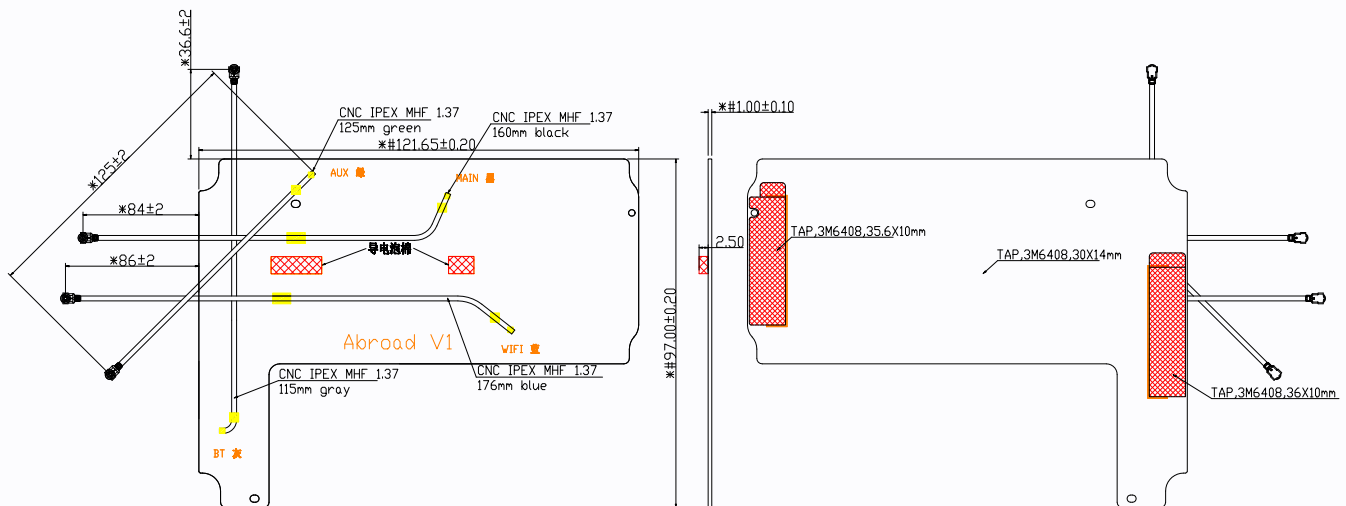 *36.6±2
CNC IPEX MHF 1.37
125mm green
CNC IPEX MHF 1.37
160mm black
*#121.65±0.20
*#1.00±0.10
*125±2
AUX
MAIN
*84±2
导电泡棉
2.50
TAP,3M6408,35.6X10mm
TAP,3M6408,30X14mm
*86±2
*#97.00±0.20
Abroad V1
WIFI
CNC IPEX MHF 1.37
115mm gray
CNC IPEX MHF 1.37
176mm blue
TAP,3M6408,36X10mm
BT 灰